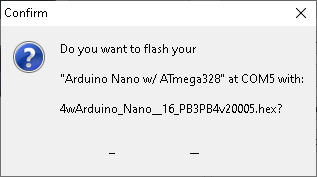 Confirm
Do you want to flash your
"Arduino Nano w/ ATmega328" at COM5 with:
4wArduino_Nano__16_PB3PB4v20005.hex?